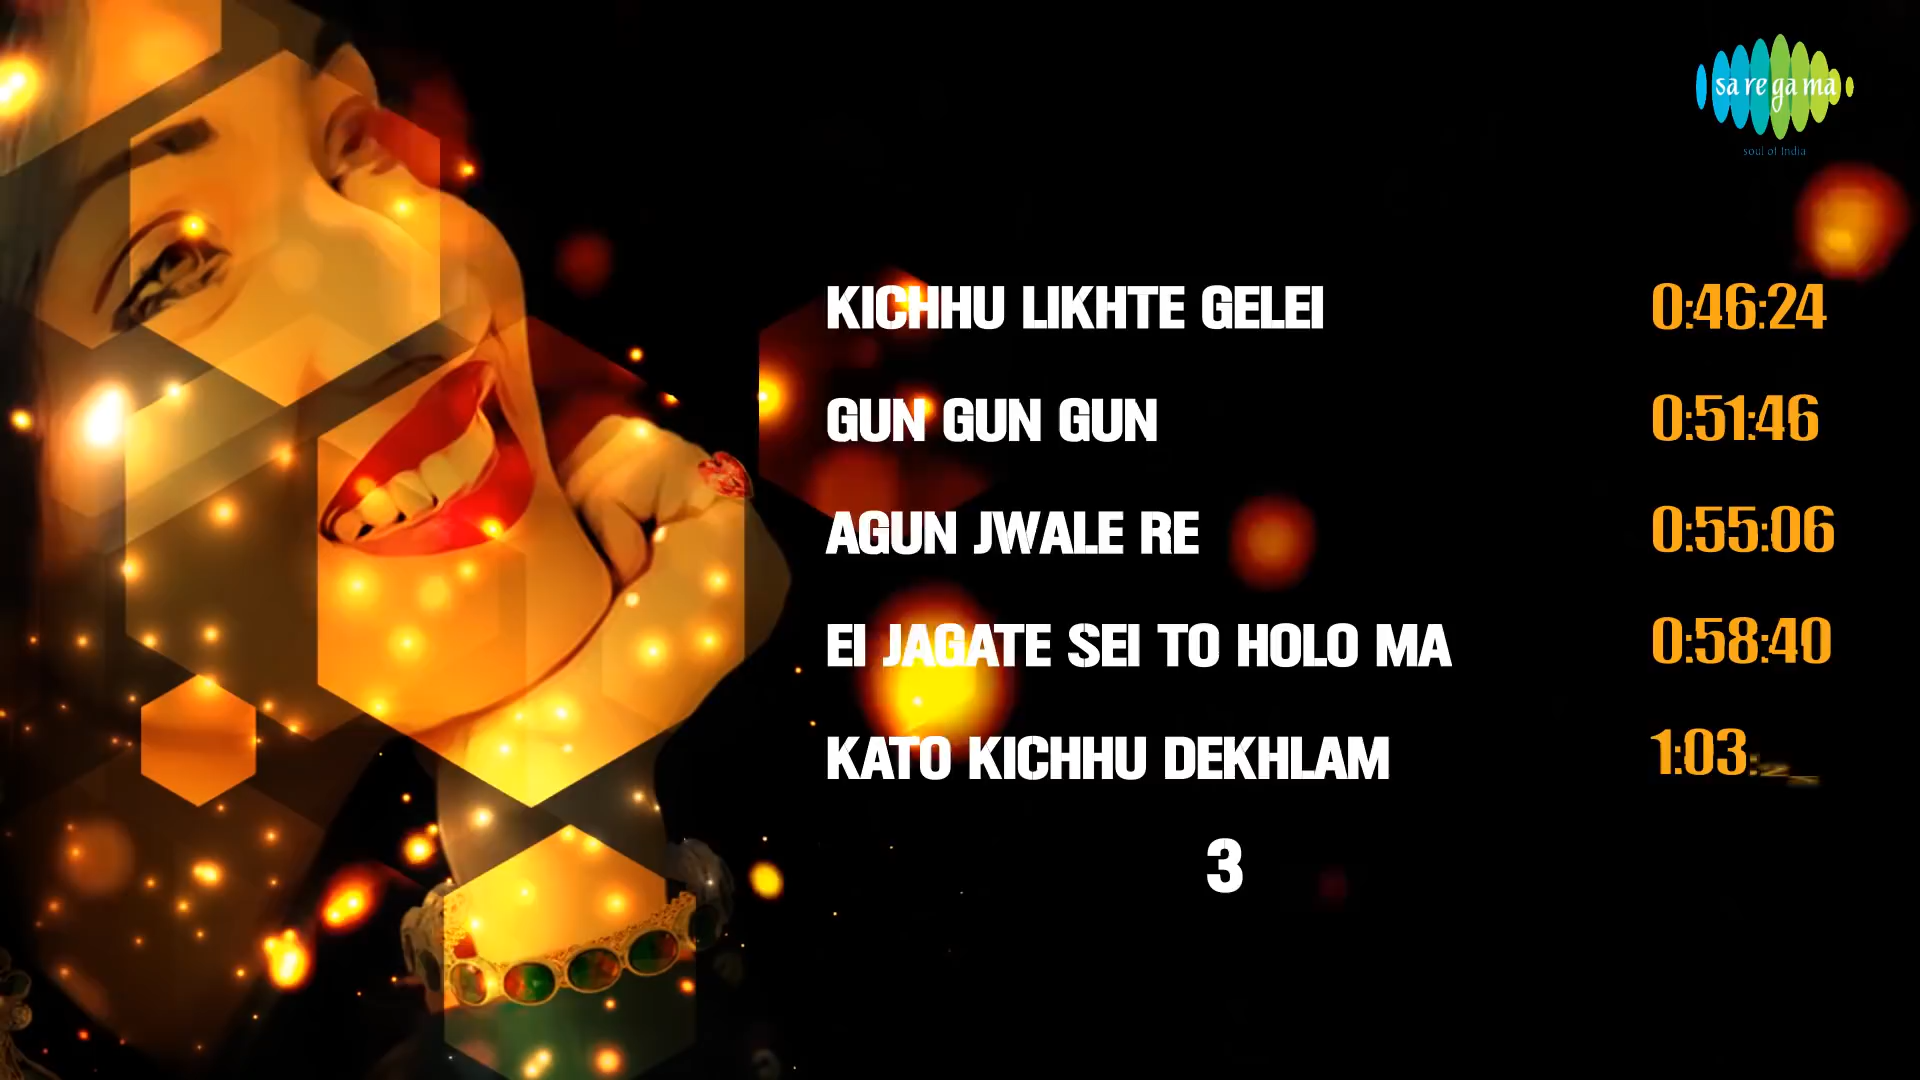 sa re ga ma
soul of India
KICHHU LIKHTE GELEI 0:46:24
GUN GUN GUN 0:51:46
AGUN JWALE RE 0:55:06
EI JAGATE SEI TO HOLO MA 0:58:40
KATO KICHHU DEKHLAM 1:03:
3